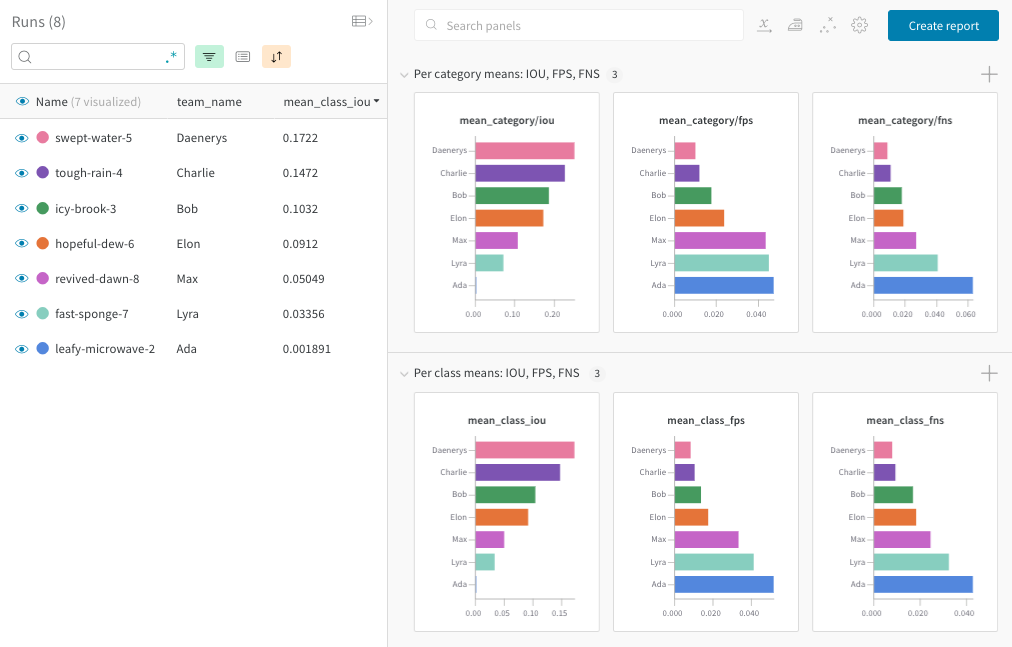 Runs (8)
.*
Name (7 visualized) team_name mean_class_iou
swept-water-5 Daenerys 0.1722
tough-rain-4 Charlie 0.1472
icy-brook-3 Bob 0.1032
hopeful-dew-6 Elon 0.0912
revived-dawn-8 Max 0.05049
fast-sponge-7 Lyra 0.03356
leafy-microwave-2 Ada 0.001891
Search panels
Create report
Per category means: IOU, FPS, FNS 3
mean_category/iou
Daenerys
Charlie
Bob
Elon
Max
Lyra
Ada
0.00 0.10 0.20
mean_category/fps
Daenerys
Charlie
Bob
Elon
Max
Lyra
Ada
0.000 0.020 0.040
mean_category/fns
Daenerys
Charlie
Bob
Elon
Max
Lyra
Ada
0.000 0.020 0.040 0.060
Per class means: IOU, FPS, FNS 3
mean_class_iou
Daenerys
Charlie
Bob
Elon
Max
Lyra
Ada
0.00 0.05 0.10 0.15
mean_class_fps
Daenerys
Charlie
Bob
Elon
Max
Lyra
Ada
0.000 0.020 0.040
mean_class_fns
Daenerys
Charlie
Bob
Elon
Max
Lyra
Ada
0.000 0.020 0.040